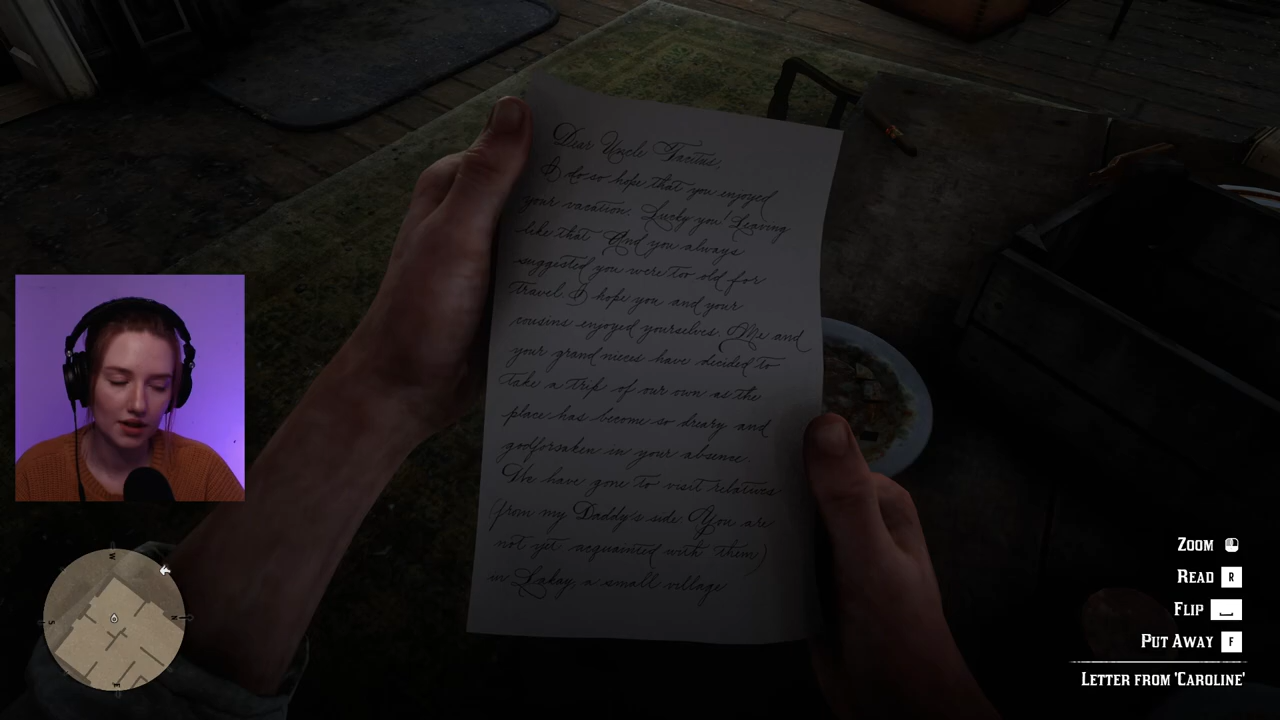 Dear Uncle Tacitus,
I do so hope that you enjoyed
your vacation. Lucky you! Leaving
like that. And you always
suggested you were too old for
travel. I hope you and your
cousins enjoyed yourselves. Me and
your grand nieces have decided to
take a trip of our own as the
place has become so dreary and
godforsaken in your absence.
We have gone to visit relatives
(from my Daddy's side. You are
not yet acquainted with them)
in Lakay, a small village
W
S
N
E
ZOOM
READ R
FLIP
PUT AWAY F
LETTER FROM 'CAROLINE'